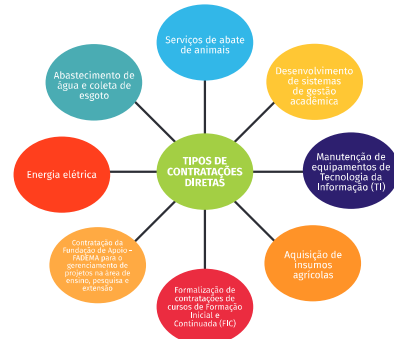 Serviços de abate
de animais
Abastecimento de
água e coleta de
esgoto
Desenvolvimento
de sistemas
de gestão
acadêmica
TIPOS DE
CONTRATAÇÕES
DIRETAS
Energia elétrica
Manutenção de
equipamentos de
Tecnologia da
Informação (TI)
Contratação da
Fundação de Apoio -
FADEMA para o
gerenciamento de
projetos na área de
ensino, pesquisa e
extensão
Aquisição de
insumos
agrícolas
Formalização de
contratações de
cursos de Formação
Inicial e
Continuada (FIC)